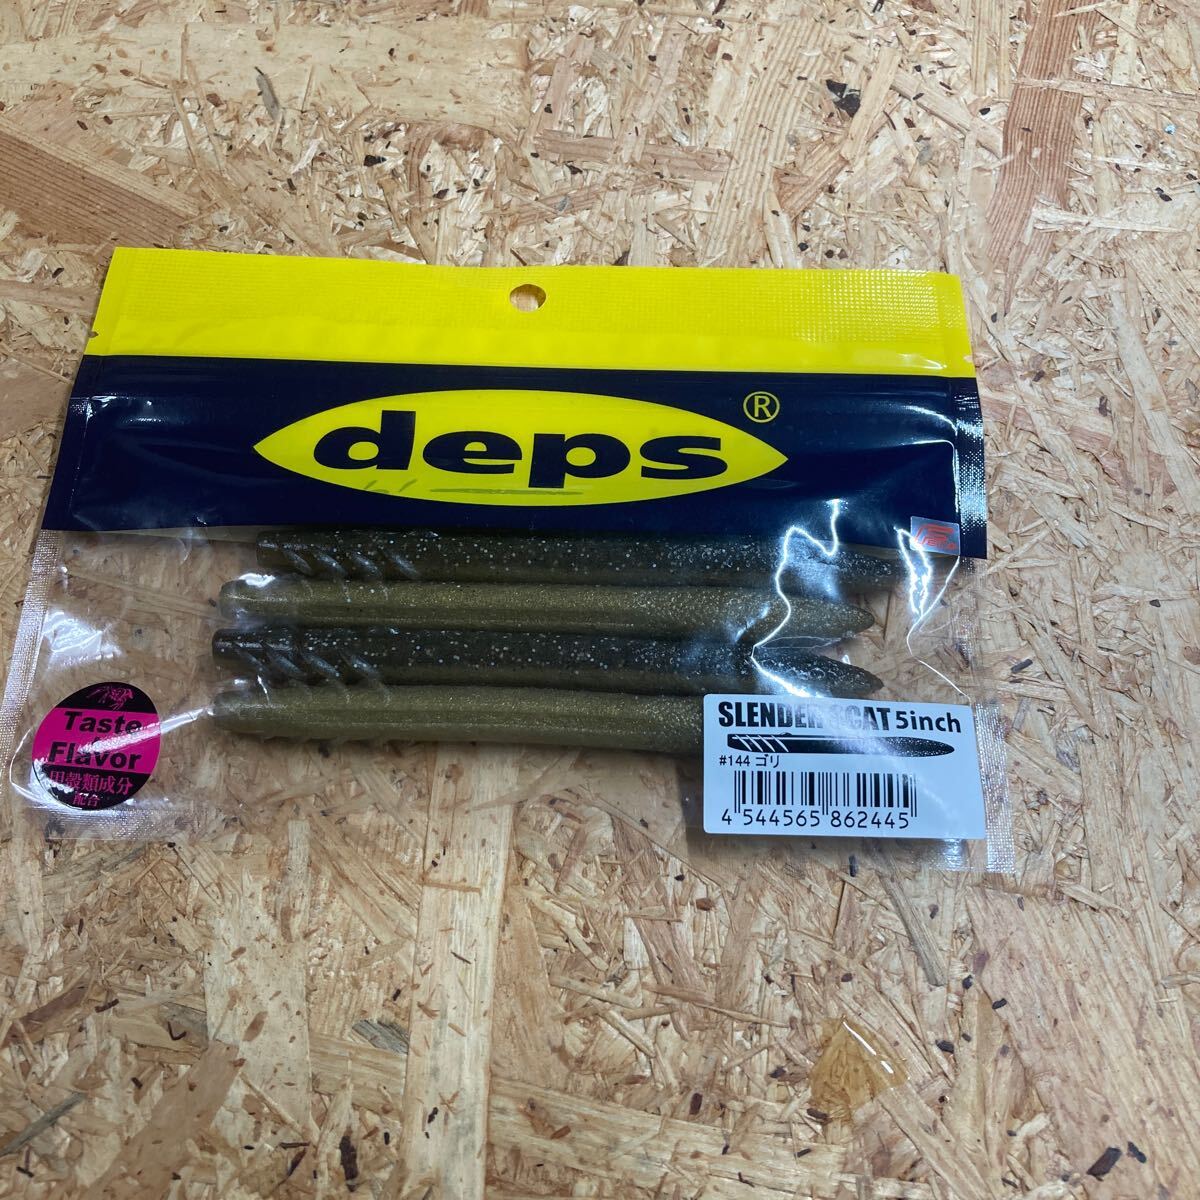 deps®
Taste
&
Flavor
甲殻類成分
配合
SLENDER SCAT 5inch
#144 ゴリ
4 544565 862445